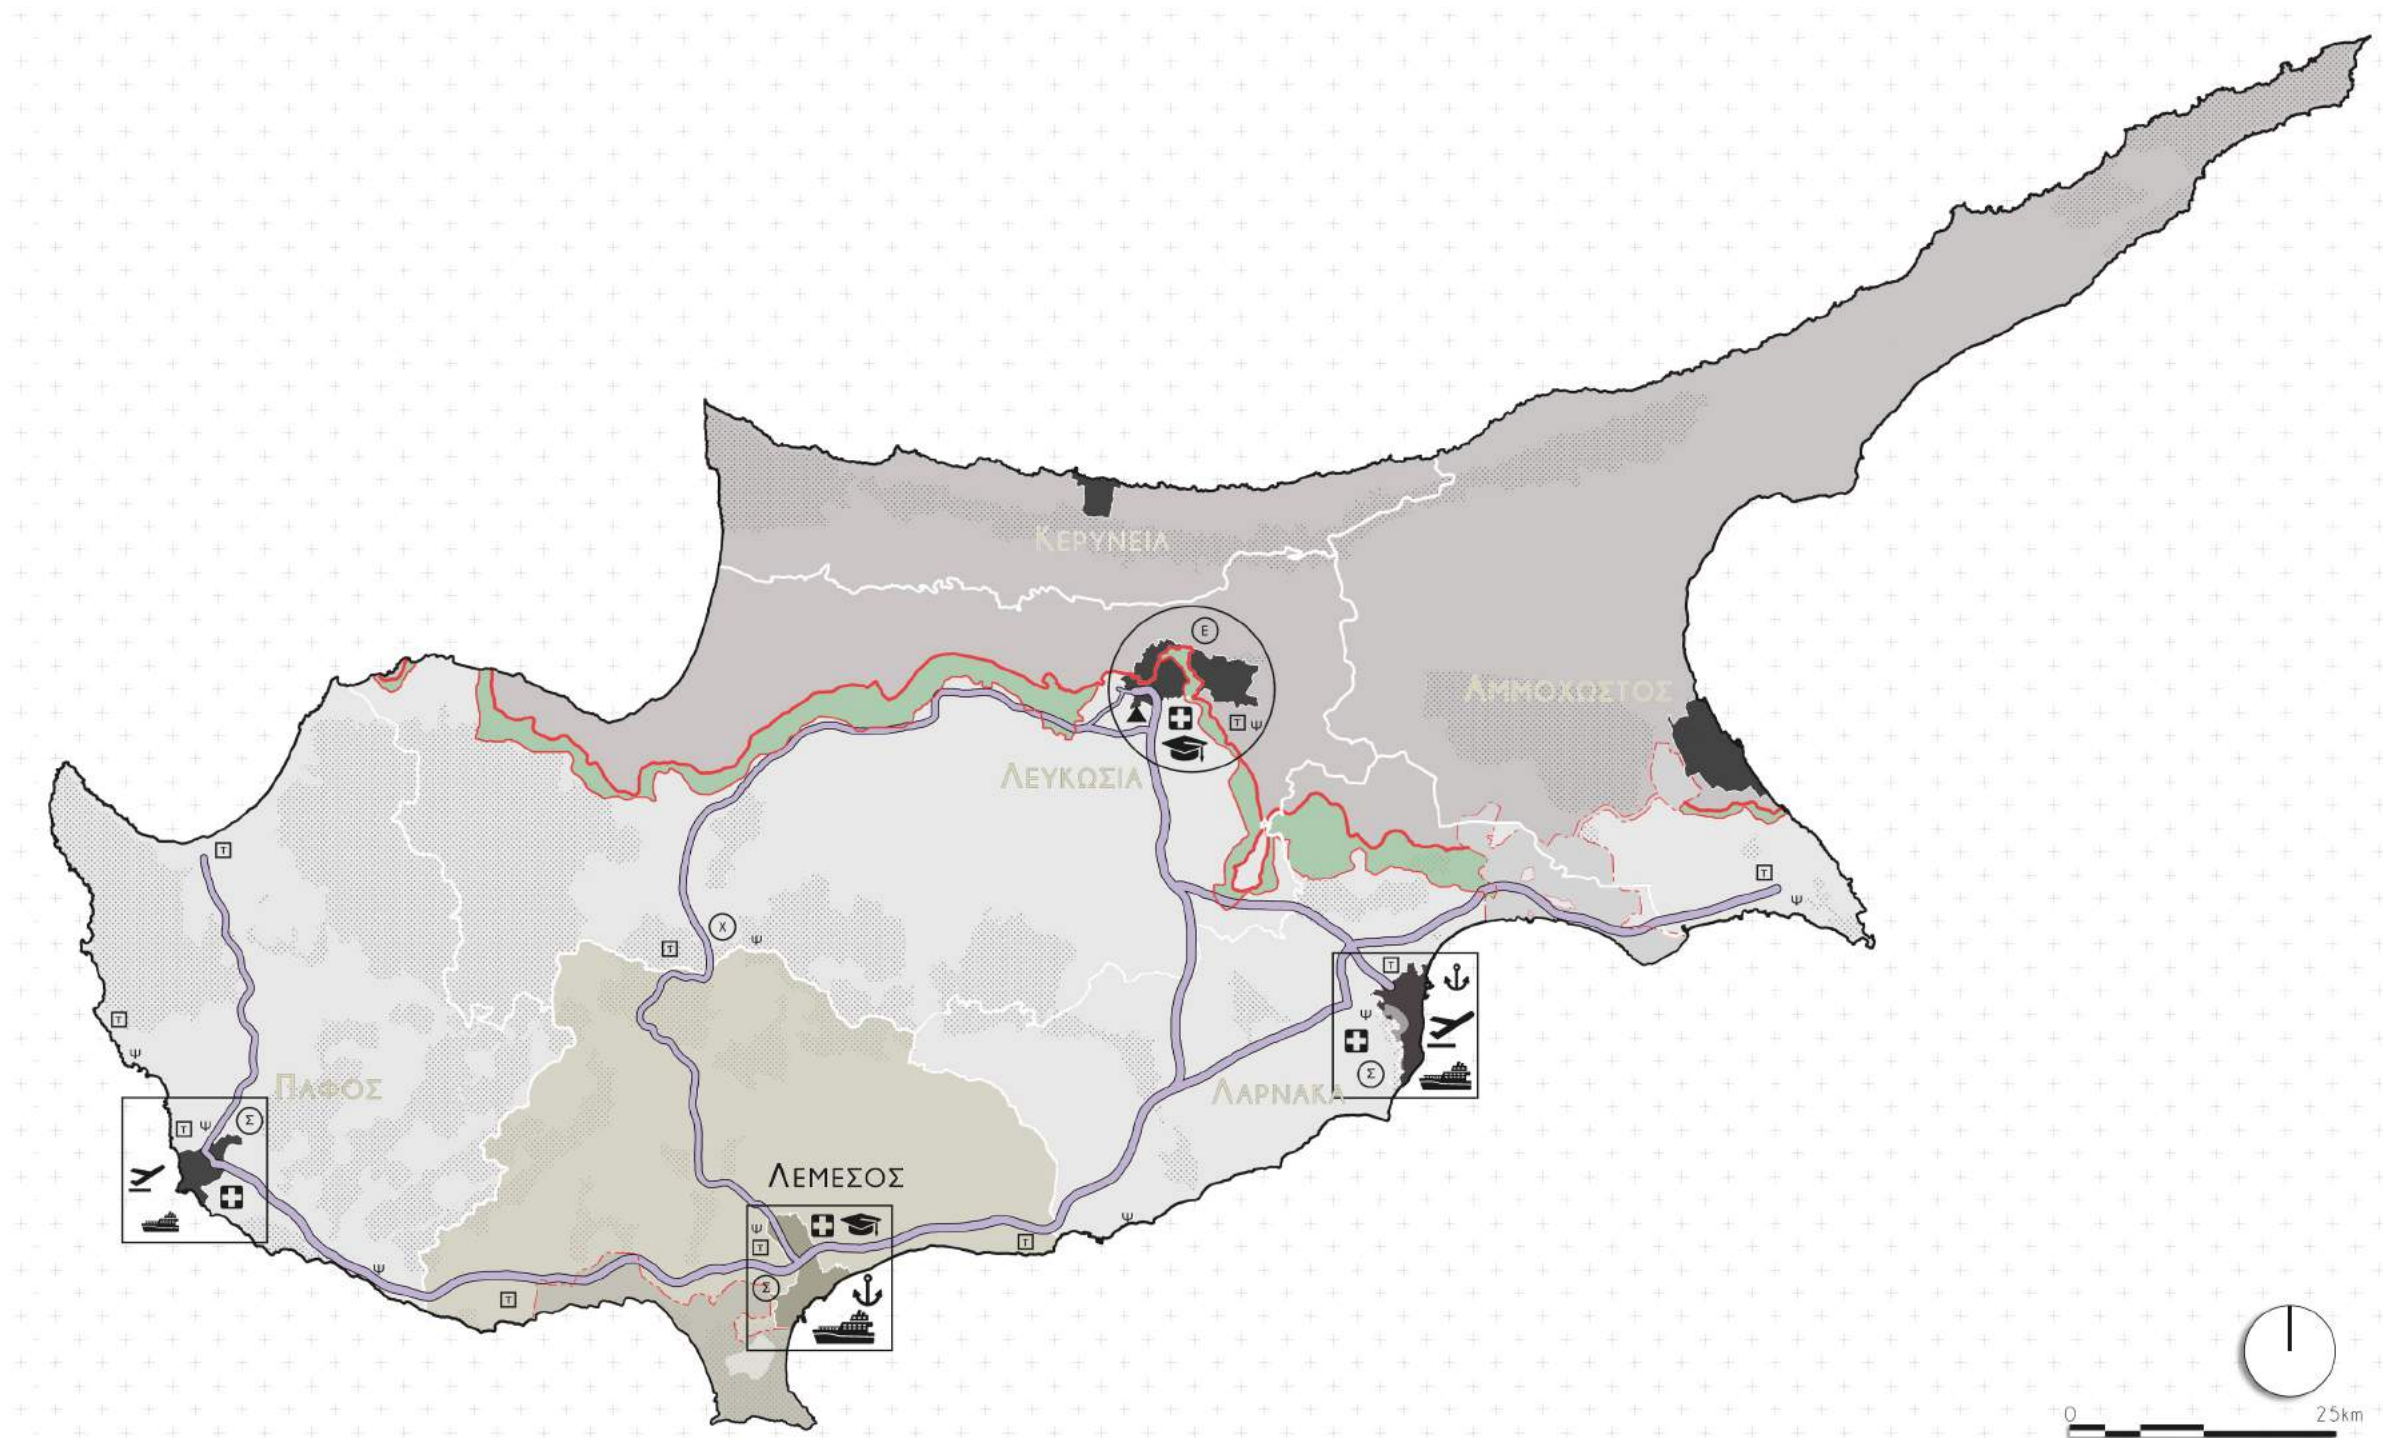 ΚΕΡΥΝΕΙΑ
Ε
ΑΜΜΟΧΩΣΤΟΣ
Τ Ψ
ΛΕΥΚΩΣΙΑ
Τ
Τ
Ψ
Χ
Τ
Ψ
Τ
Τ
Ψ
Ψ
Σ
ΠΑΦΟΣ
ΛΑΡΝΑΚΑ
Τ Ψ
Σ
ΛΕΜΕΣΟΣ
Ψ
Ψ
Τ
Τ
Ψ
Σ
Τ
0 25km